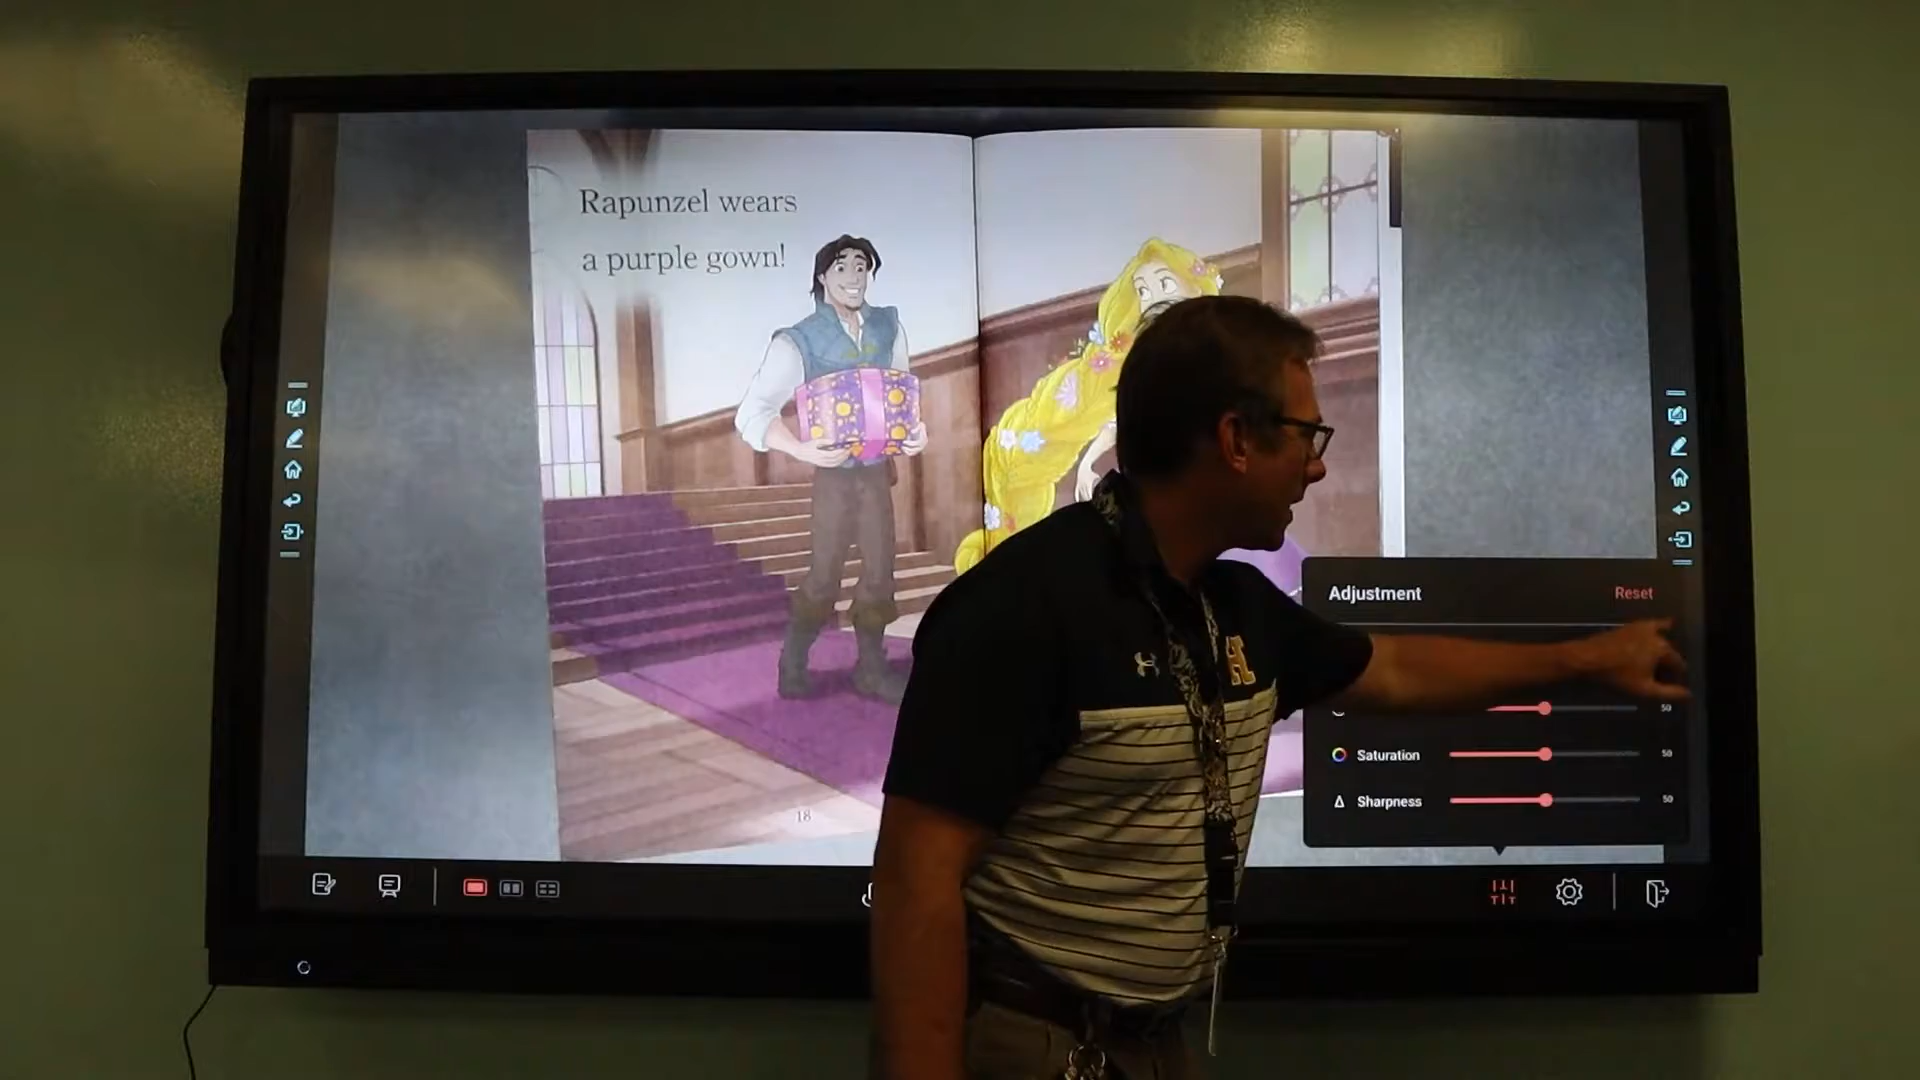 Rapunzel wears
a purple gown!
18
H
Adjustment Reset
50
Saturation 50
Sharpness 50